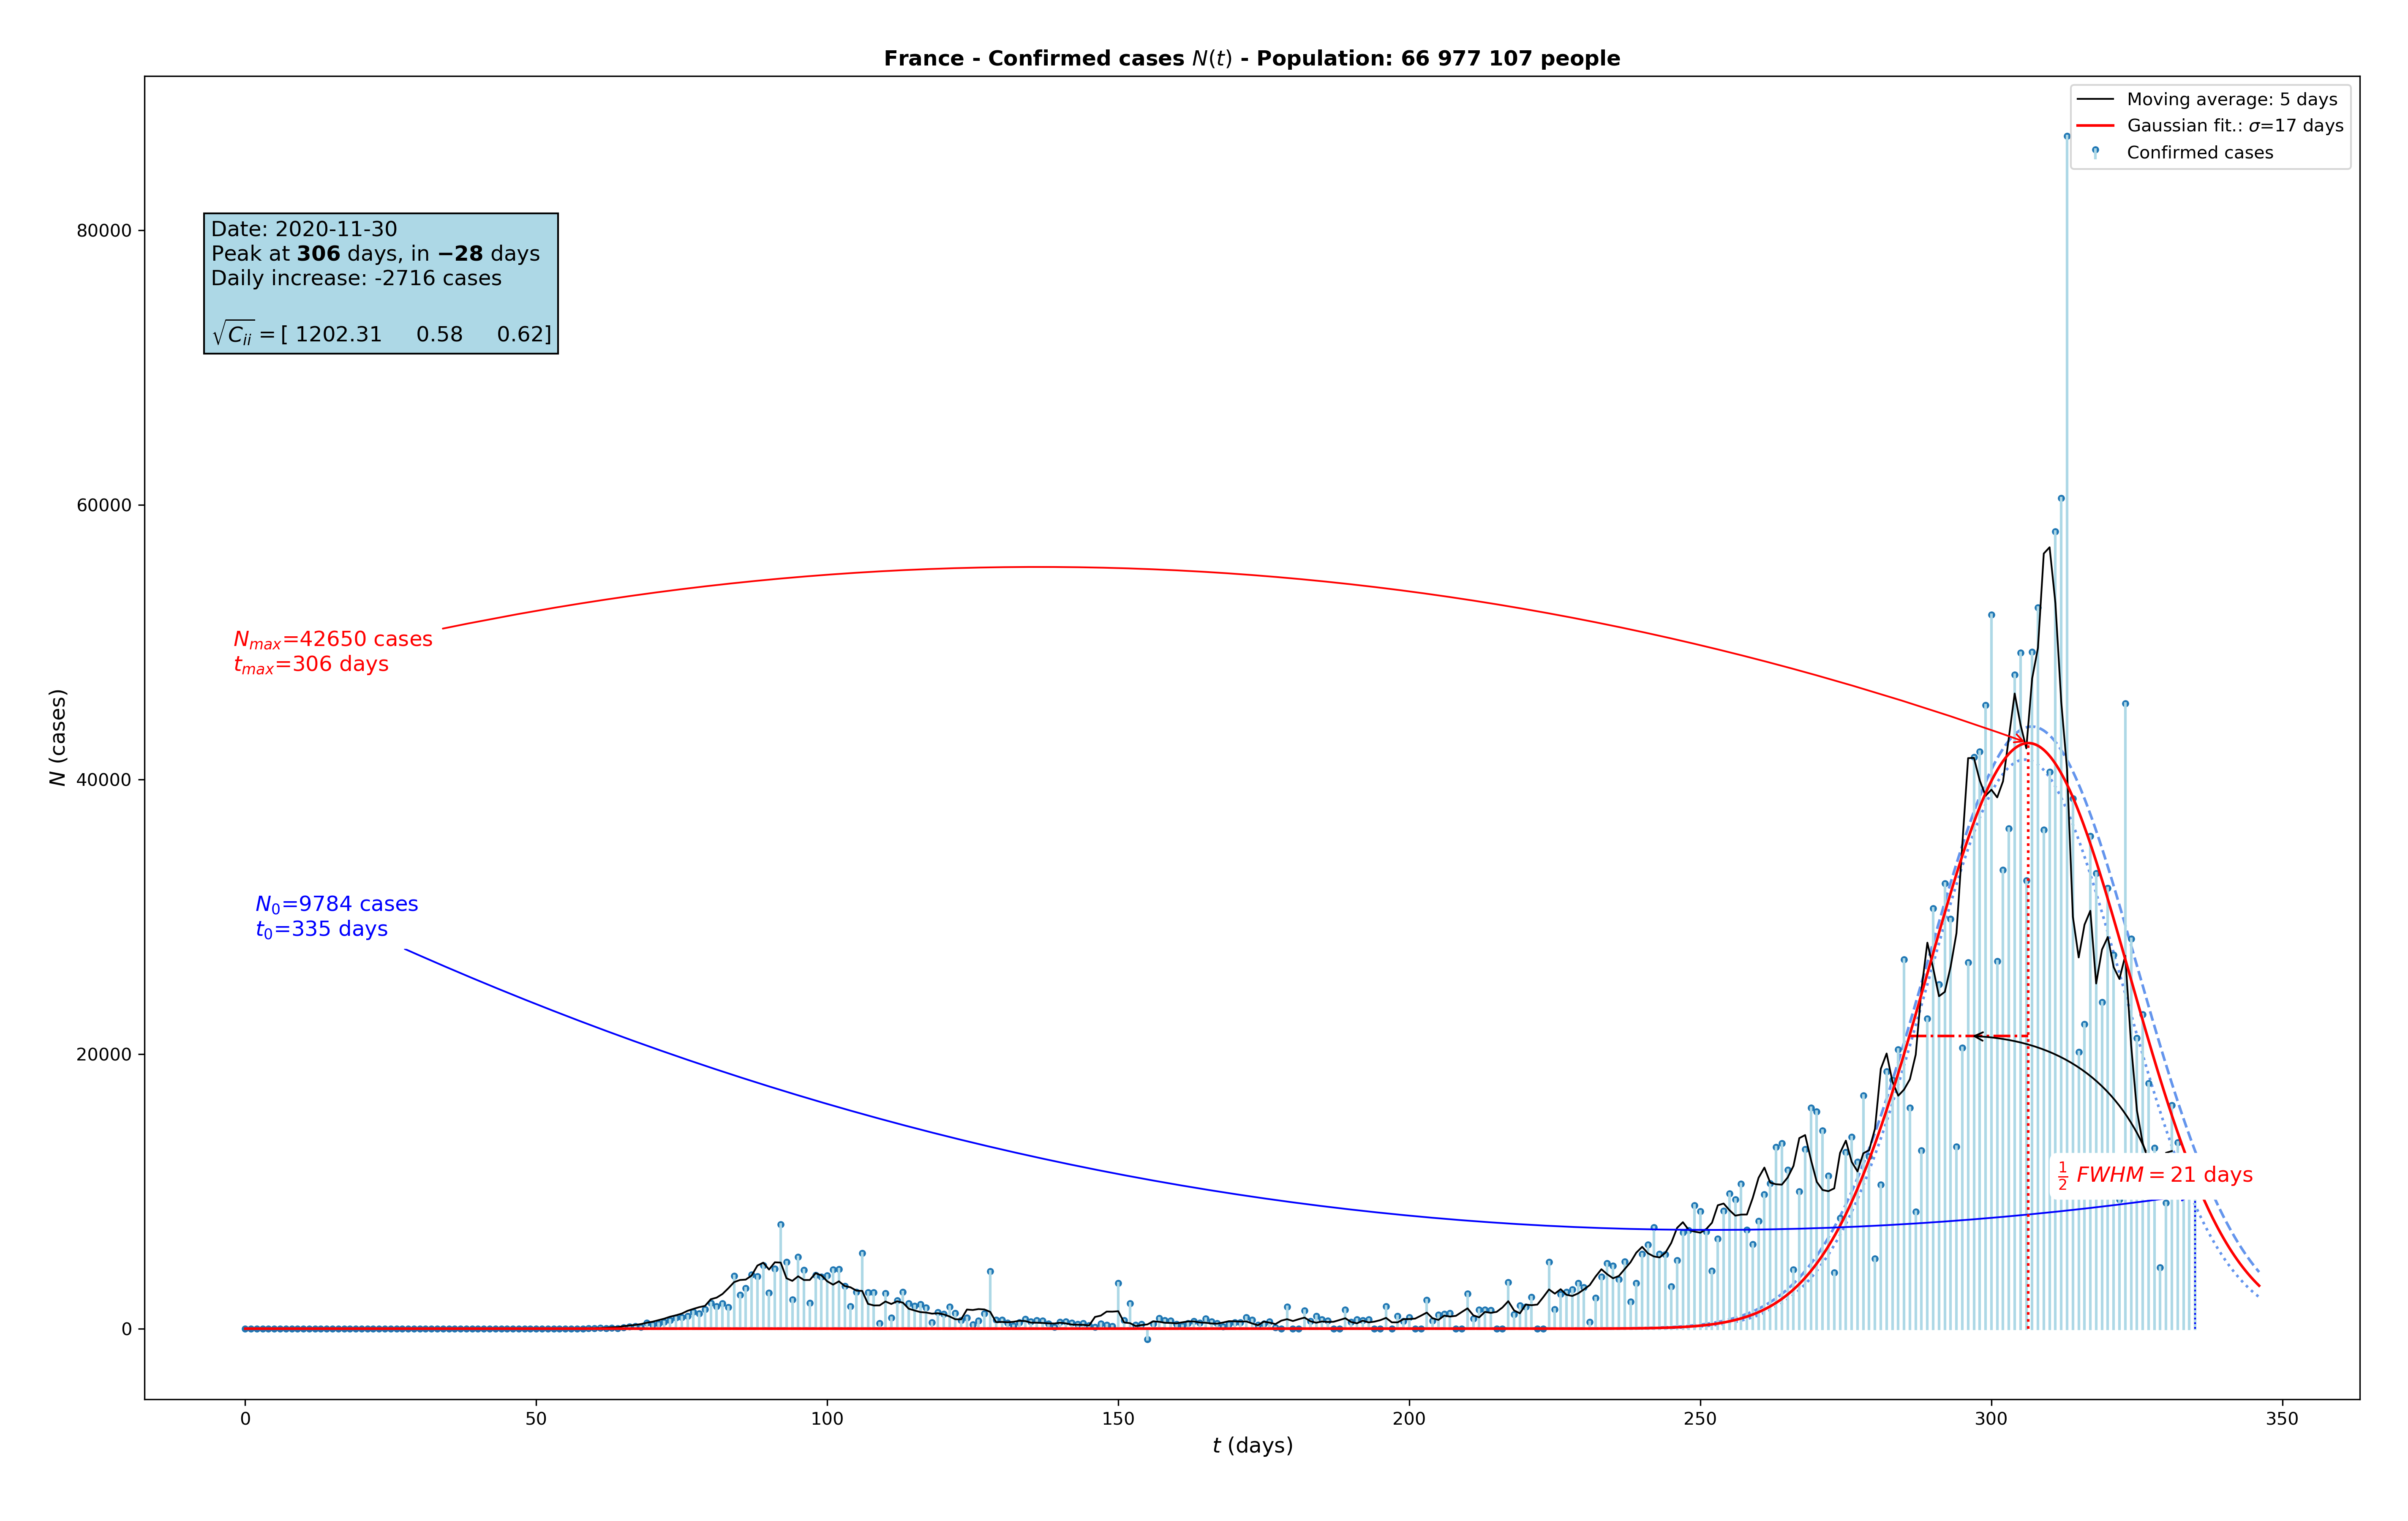 France - Confirmed cases N(t) - Population: 66 977 107 people
Moving average: 5 days
Gaussian fit.: σ=17 days
Confirmed cases
Date: 2020-11-30
Peak at 306 days, in −28 days
Daily increase: -2716 cases
√C_ii = [ 1202.31 0.58 0.62]
N_max=42650 cases
t_max=306 days
N_0=9784 cases
t_0=335 days
1/2 FWHM = 21 days
N (cases)
80000
60000
40000
20000
0
0 50 100 150 200 250 300 350
t (days)